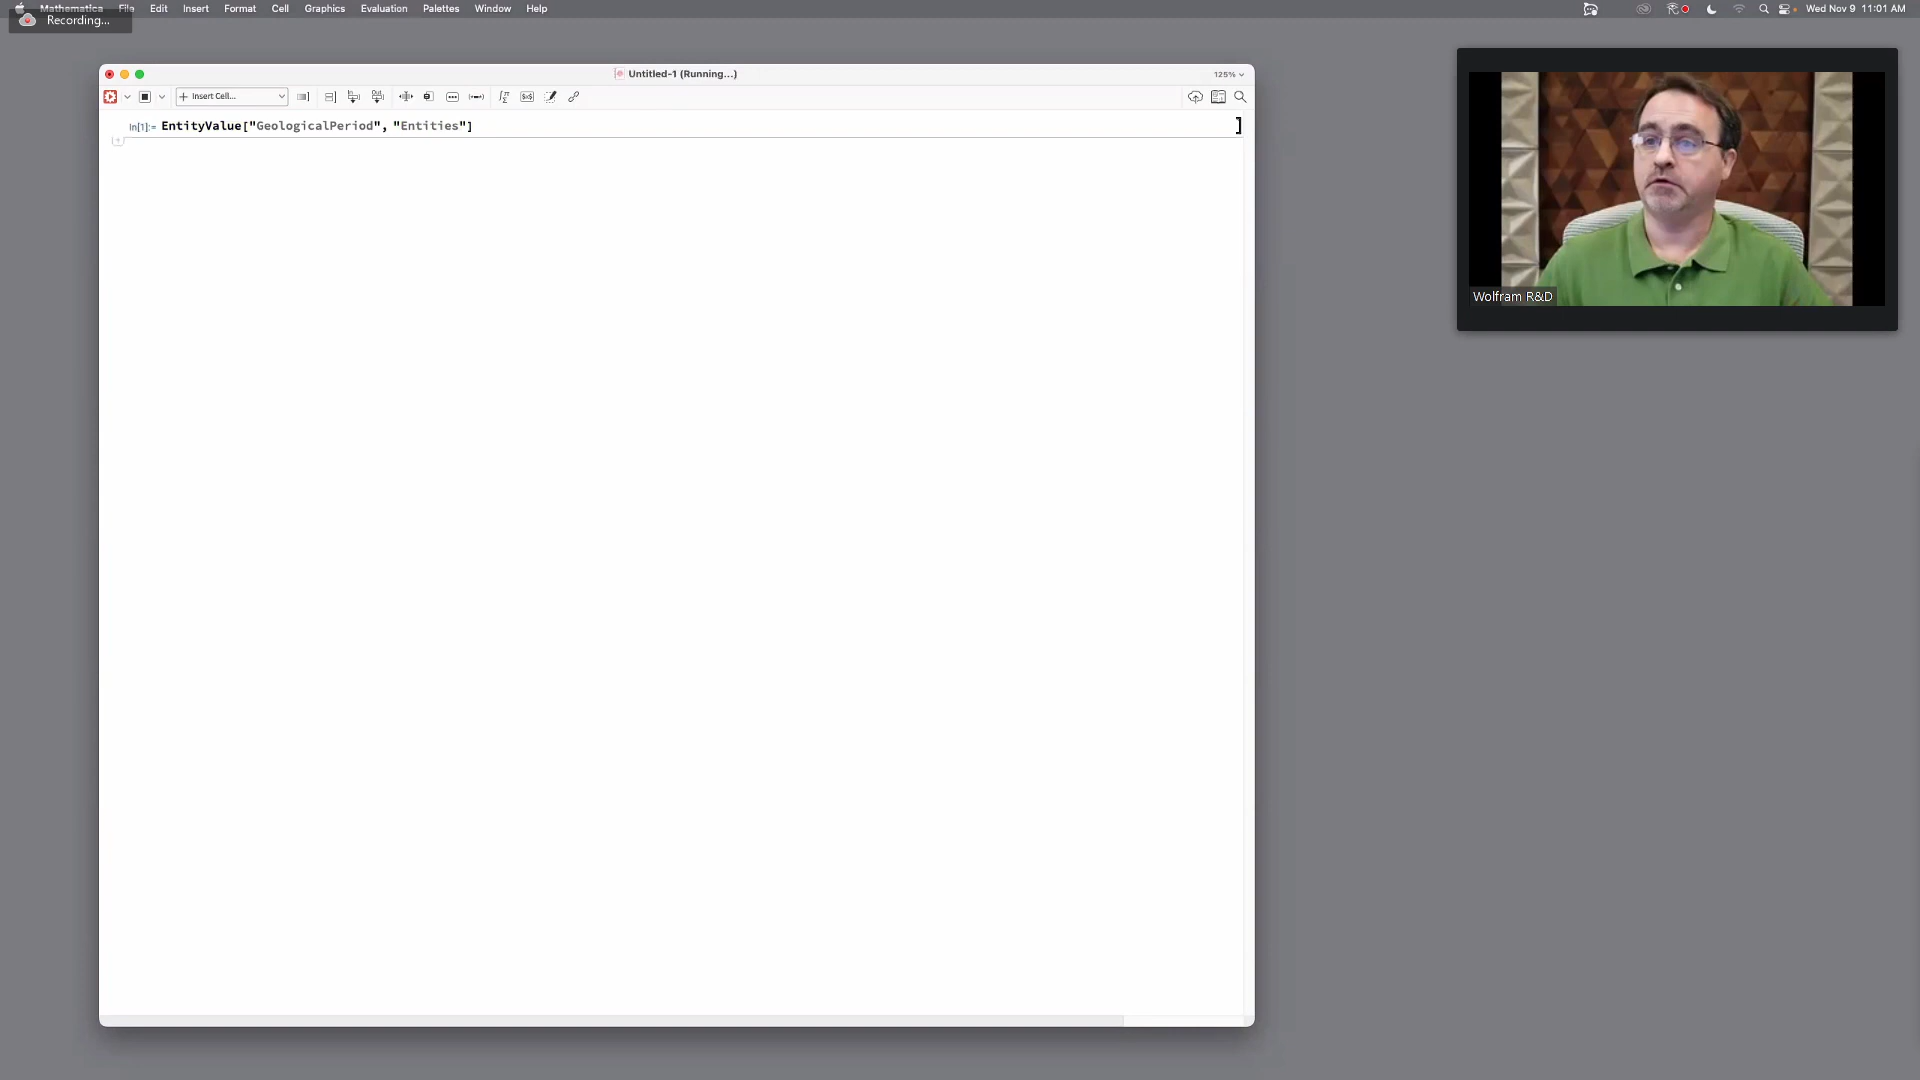 Mathematica File Edit Insert Format Cell Graphics Evaluation Palettes Window Help Wed Nov 9 11:01 AM
Recording...
Untitled-1 (Running...) 125%
Insert Cell...
In[1]:= EntityValue["GeologicalPeriod", "Entities"]
Wolfram R&D